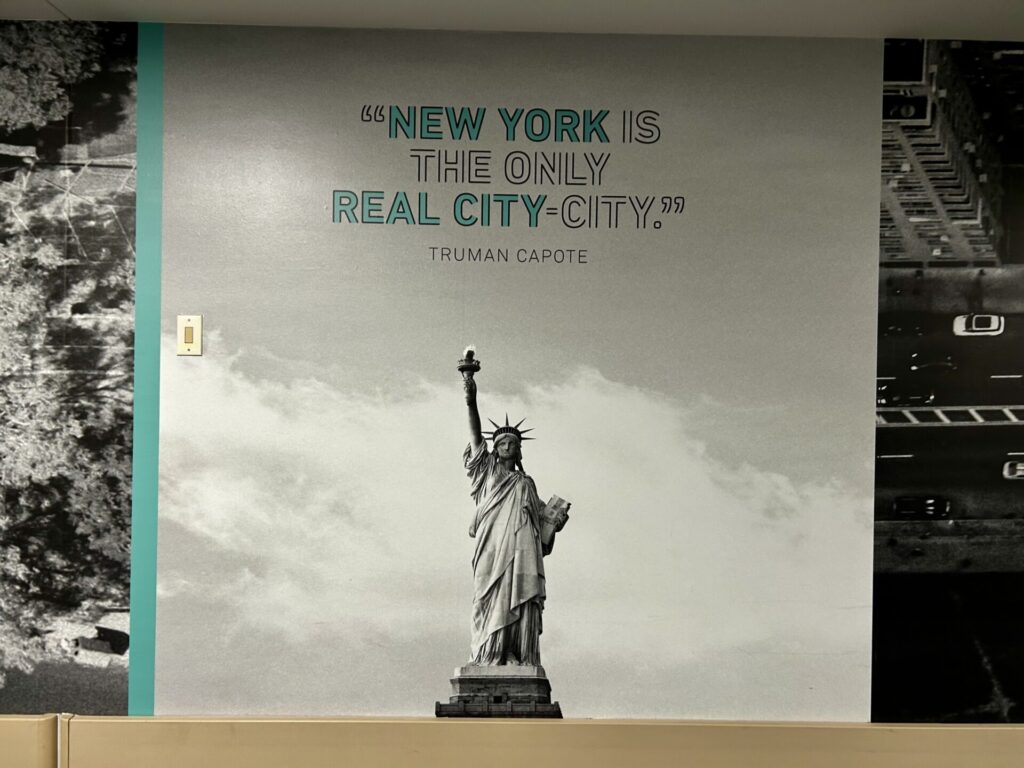 “NEW YORK IS
THE ONLY
REAL CITY-CITY.”
TRUMAN CAPOTE